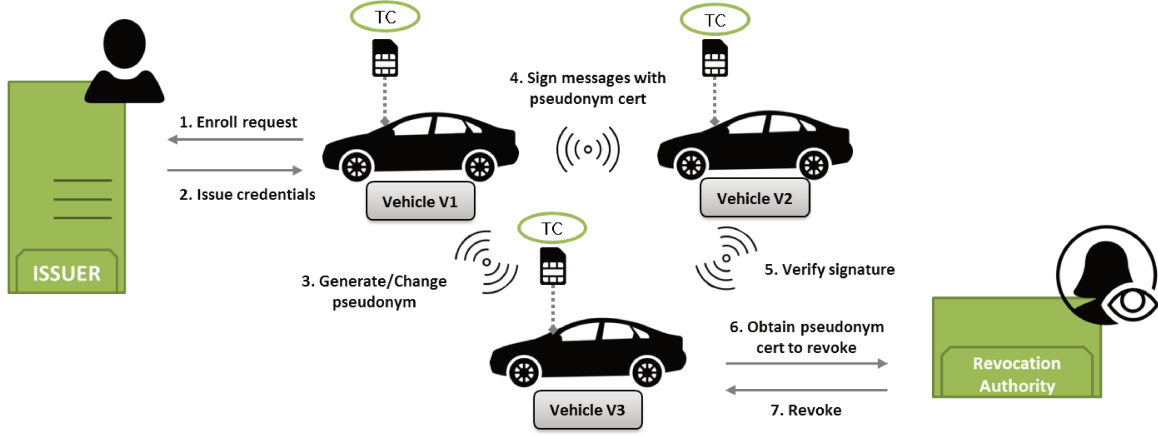 TC
TC
4. Sign messages with
pseudonym cert
1. Enroll request
2. Issue credentials
Vehicle V1
Vehicle V2
TC
ISSUER
3. Generate/Change
pseudonym
5. Verify signature
6. Obtain pseudonym
cert to revoke
Revocation
Authority
Vehicle V3
7. Revoke